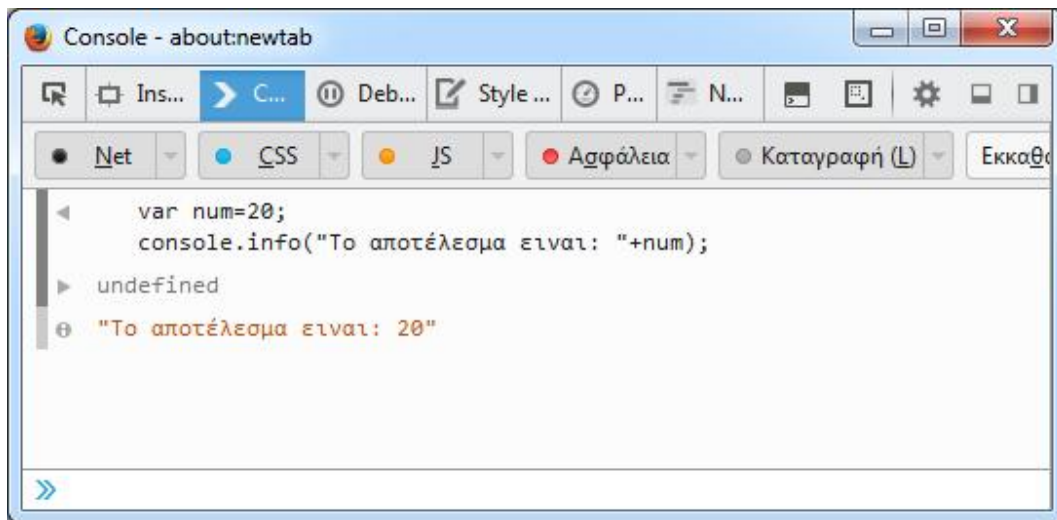 Console - about:newtab
Ins... C... Deb... Style ... P... N...
Net CSS JS Ασφάλεια Καταγραφή (L)
var num=20;
console.info("Το αποτέλεσμα ειναι: "+num);
undefined
"Το αποτέλεσμα ειναι: 20"